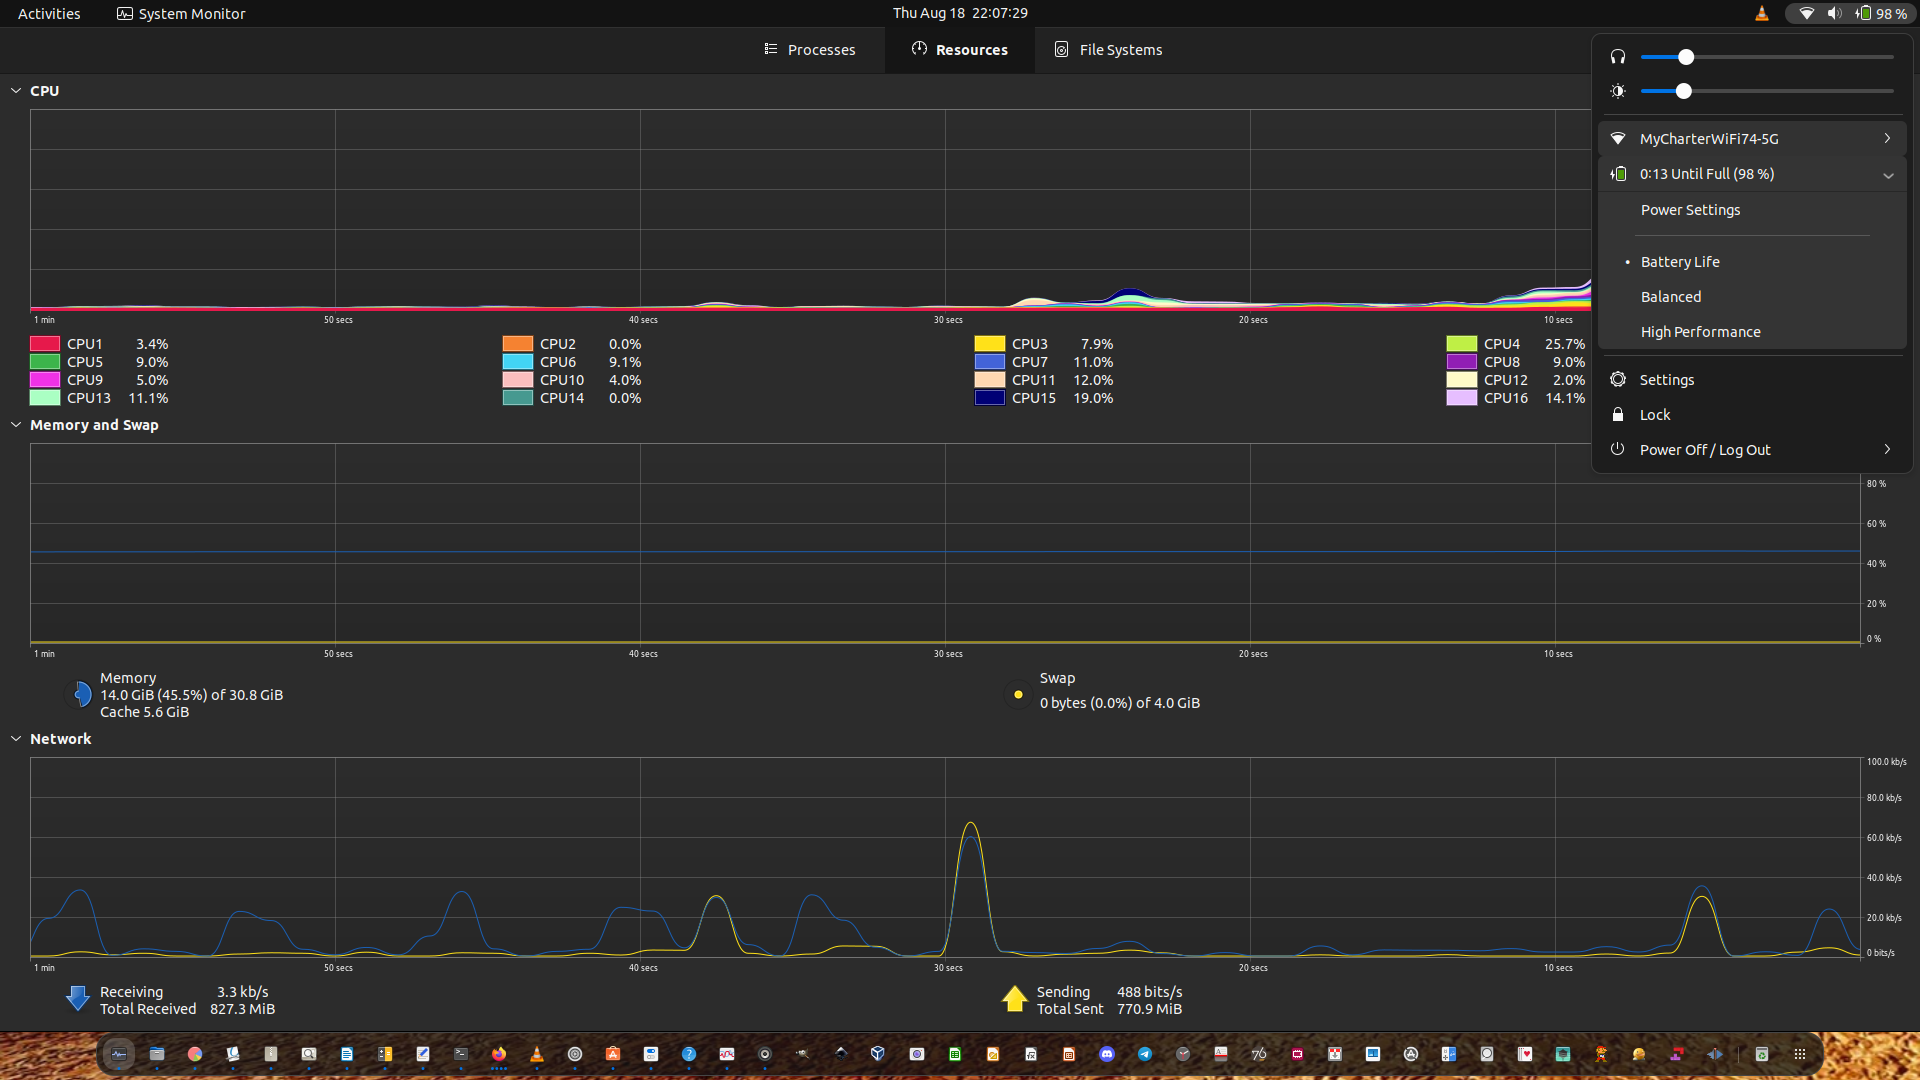 Activities
System Monitor
Thu Aug 18 22:07:29
98 %
Processes
Resources
File Systems
CPU
1 min
50 secs
40 secs
30 secs
20 secs
10 secs
CPU1 3.4%
CPU2 0.0%
CPU3 7.9%
CPU4 25.7%
CPU5 9.0%
CPU6 9.1%
CPU7 11.0%
CPU8 9.0%
CPU9 5.0%
CPU10 4.0%
CPU11 12.0%
CPU12 2.0%
CPU13 11.1%
CPU14 0.0%
CPU15 19.0%
CPU16 14.1%
MyCharterWiFi74-5G
0:13 Until Full (98 %)
Power Settings
Battery Life
Balanced
High Performance
Settings
Lock
Power Off / Log Out
Memory and Swap
80 %
60 %
40 %
20 %
0 %
1 min
50 secs
40 secs
30 secs
20 secs
10 secs
Memory
14.0 GiB (45.5%) of 30.8 GiB
Cache 5.6 GiB
Swap
0 bytes (0.0%) of 4.0 GiB
Network
100.0 kb/s
80.0 kb/s
60.0 kb/s
40.0 kb/s
20.0 kb/s
0 bits/s
1 min
50 secs
40 secs
30 secs
20 secs
10 secs
Receiving 3.3 kb/s
Total Received 827.3 MiB
Sending 488 bits/s
Total Sent 770.9 MiB
76